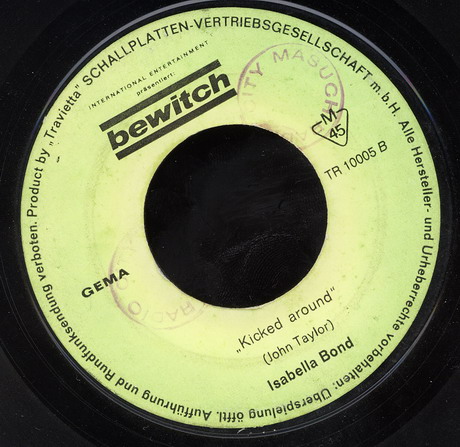 Product by „Travietta" SCHALLPLATTEN-VERTRIEBSGESELLSCHAFT m.b.H. Alle Hersteller- und Urheberrechte vorbehalten: Überspielung öfftl. Aufführung und Rundfunksendung verboten.
INTERNATIONAL ENTERTAINMENT
präsentiert:
bewitch
M
45
TR 10005 B
GEMA
„Kicked around"
(John Taylor)
Isabella Bond